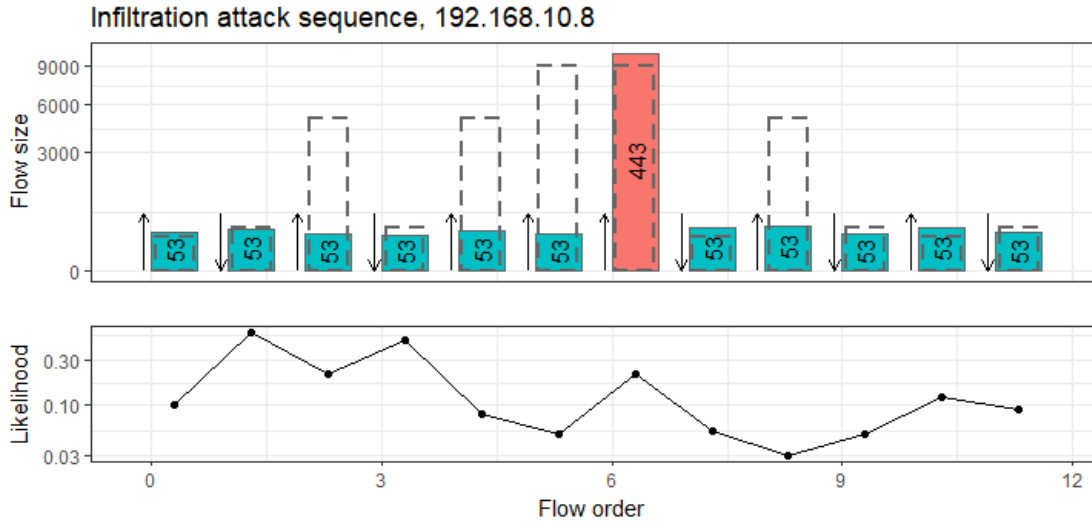 Infiltration attack sequence, 192.168.10.8
Flow size
9000
6000
3000
0
53 53 53 53 53 53 443 53 53 53 53 53
Likelihood
0.30
0.10
0.03
0 3 6 9 12
Flow order